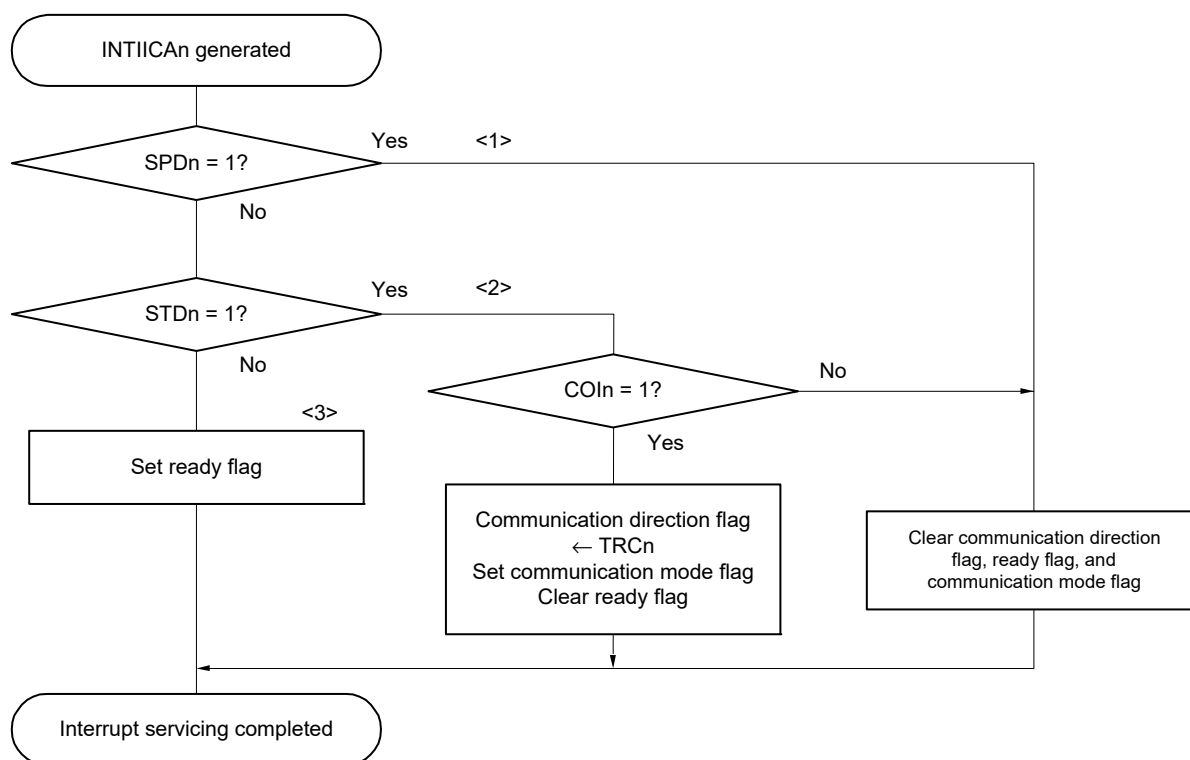 INTIICAn generated
Yes
<1>
SPDn = 1?
No
Yes
<2>
STDn = 1?
No
COIn = 1?
No
<3>
Yes
Set ready flag
Communication direction flag
← TRCn
Set communication mode flag
Clear ready flag
Clear communication direction
flag, ready flag, and
communication mode flag
Interrupt servicing completed